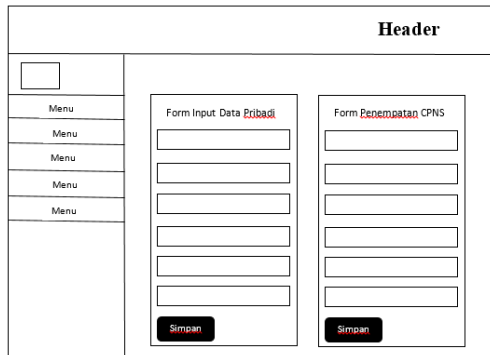 Header
Menu
Menu
Menu
Menu
Menu
Form Input Data Pribadi
Simpan
Form Penempatan CPNS
Simpan